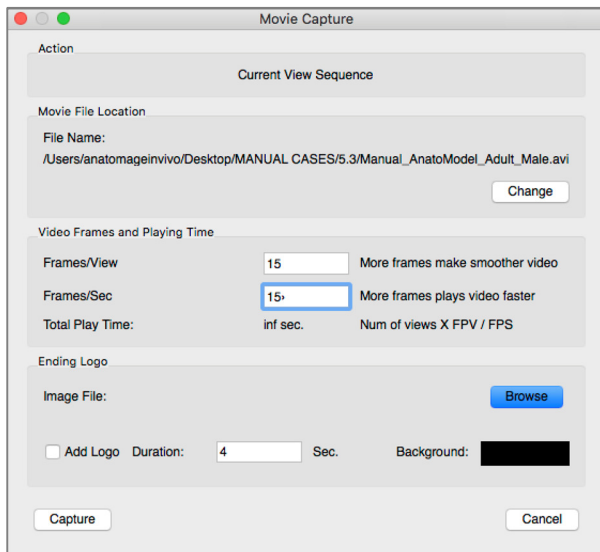 Movie Capture
Action
Current View Sequence
Movie File Location
File Name:
/Users/anatomageinvivo/Desktop/MANUAL CASES/5.3/Manual_AnatoModel_Adult_Male.avi
Change
Video Frames and Playing Time
Frames/View 15 More frames make smoother video
Frames/Sec 15› More frames plays video faster
Total Play Time: inf sec. Num of views X FPV / FPS
Ending Logo
Image File: Browse
Add Logo Duration: 4 Sec. Background:
Capture Cancel